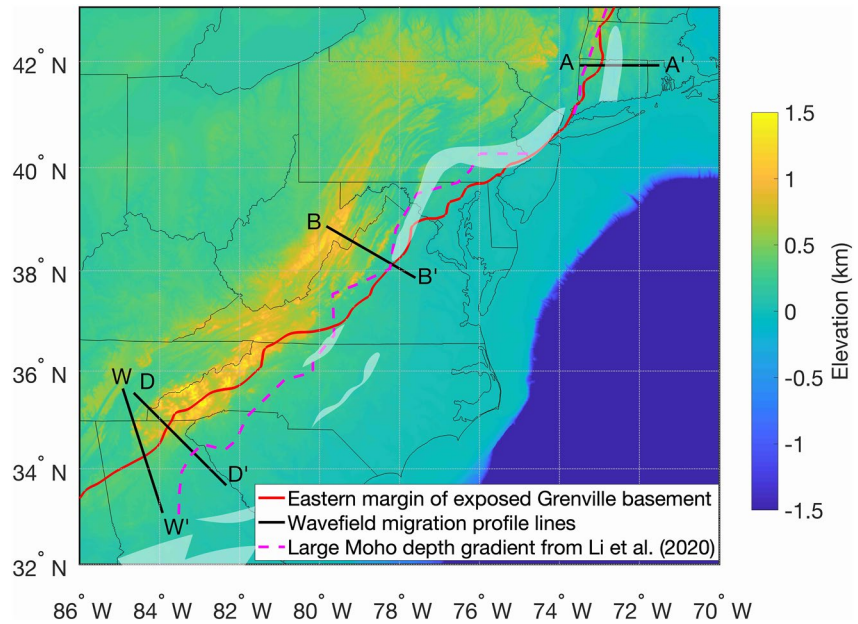 42° N
40° N
38° N
36° N
34° N
32° N
86° W 84° W 82° W 80° W 78° W 76° W 74° W 72° W 70° W
A A'
B
B'
W D
D'
W'
Eastern margin of exposed Grenville basement
Wavefield migration profile lines
Large Moho depth gradient from Li et al. (2020)
1.5
1
0.5
0
-0.5
-1
-1.5
Elevation (km)